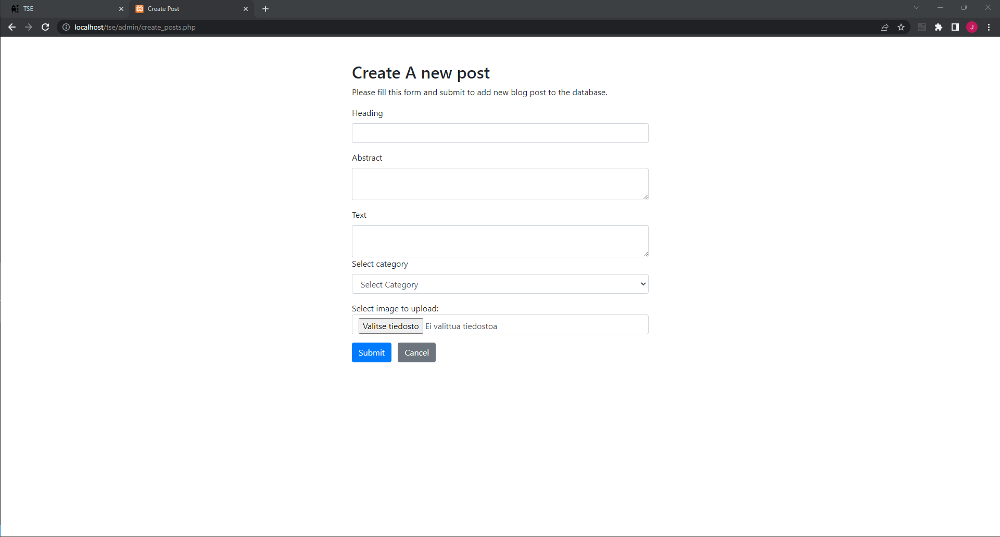 TSE
Create Post
localhost/tse/admin/create_posts.php
J
Create A new post
Please fill this form and submit to add new blog post to the database.
Heading
Abstract
Text
Select category
Select Category
Select image to upload:
Valitse tiedosto Ei valittua tiedostoa
Submit Cancel